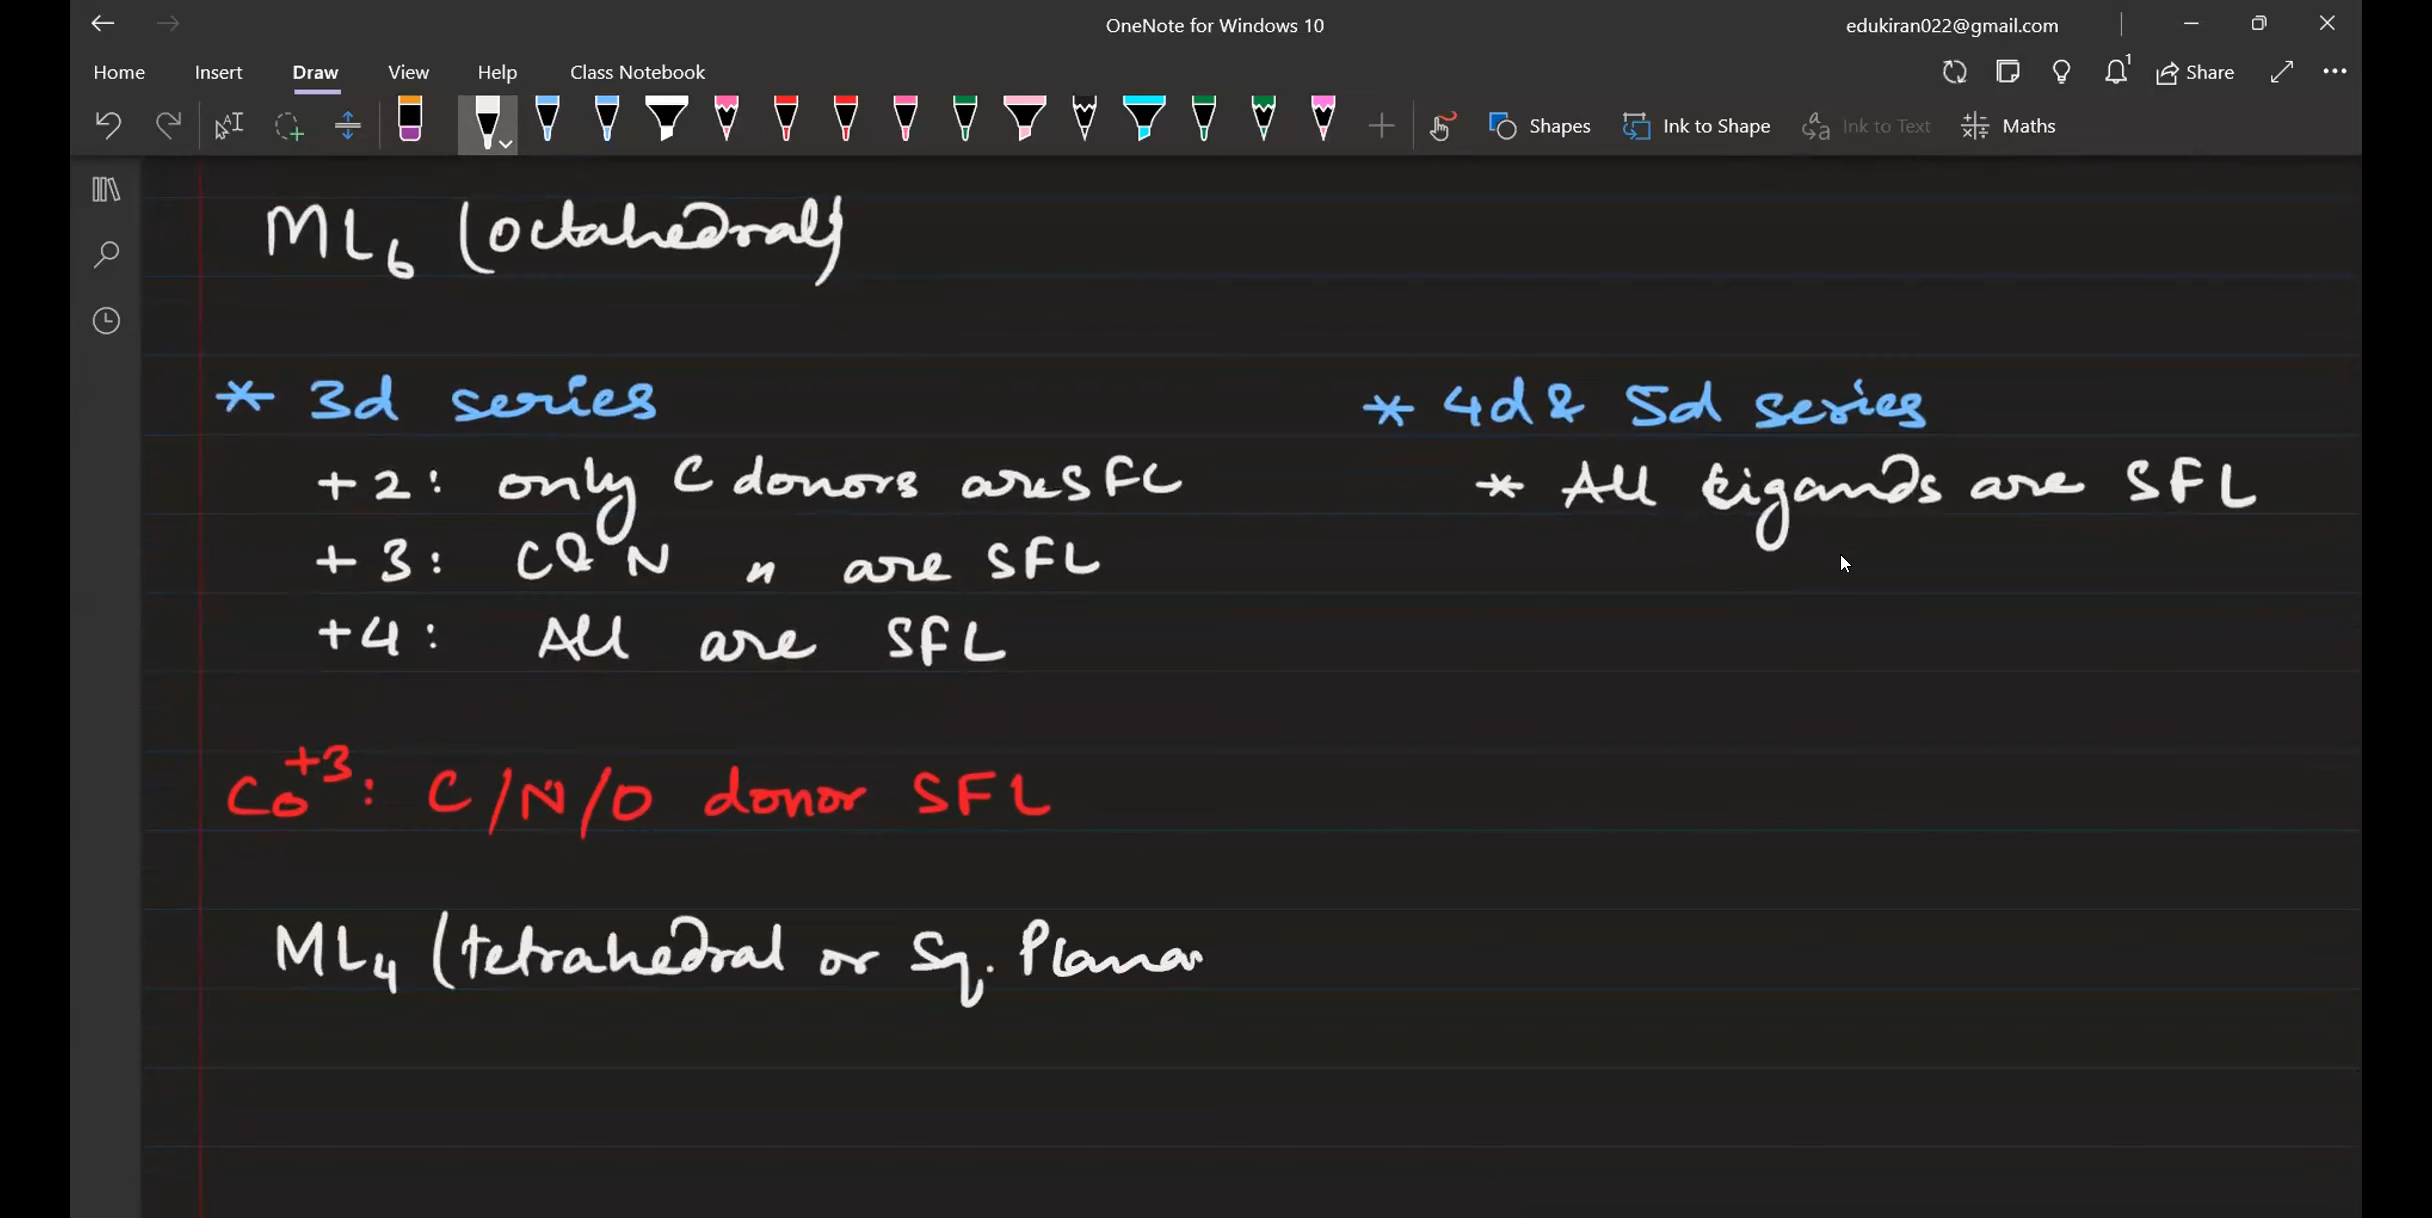 OneNote for Windows 10
edukiran022@gmail.com
Home Insert Draw View Help Class Notebook
1 Share
Shapes Ink to Shape Ink to Text Maths
ML6 (octahedral)
* 3d series
* 4d & 5d series
+2: only C donors are SFL
* All ligands are SFL
+3: C & N " are SFL
+4: All are SFL
Co+3: C/N/O donor SFL
ML4 (tetrahedral or Sq. Planar